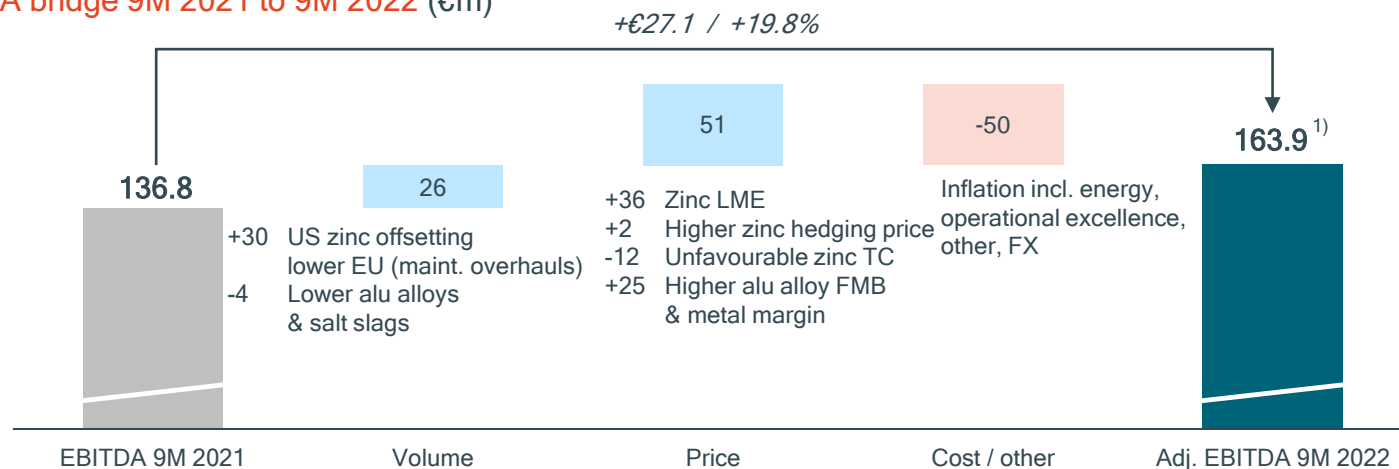 A bridge 9M 2021 to 9M 2022 (€m)
+€27.1 / +19.8%
136.8
26
51
-50
163.9 1)
+30 US zinc offsetting
lower EU (maint. overhauls)
-4 Lower alu alloys
& salt slags
+36 Zinc LME
+2 Higher zinc hedging price
-12 Unfavourable zinc TC
+25 Higher alu alloy FMB
& metal margin
Inflation incl. energy,
operational excellence,
other, FX
EBITDA 9M 2021
Volume
Price
Cost / other
Adj. EBITDA 9M 2022